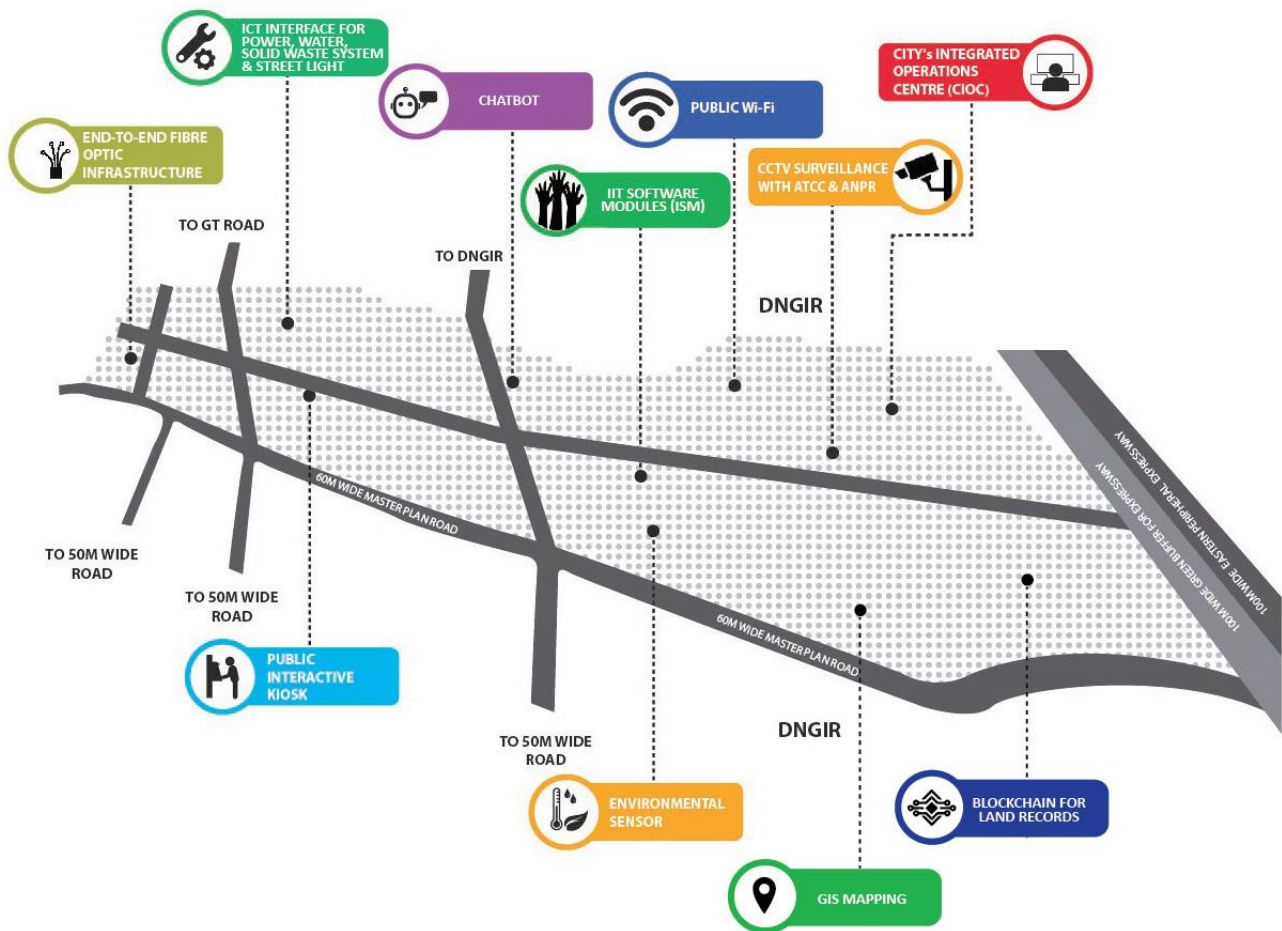 ICT INTERFACE FOR
POWER, WATER,
SOLID WASTE SYSTEM
& STREET LIGHT
CITY's INTEGRATED
OPERATIONS
CENTRE (CIOC)
CHATBOT
PUBLIC Wi-Fi
END-TO-END FIBRE
OPTIC
INFRASTRUCTURE
CCTV SURVEILLANCE
WITH ATCC & ANPR
IIT SOFTWARE
MODULES (ISM)
TO GT ROAD
TO DNGIR
DNGIR
100M WIDE EASTERN PERIPHERAL EXPRESSWAY
100M WIDE GREEN BUFFER FOR EXPRESSWAY
60M WIDE MASTER PLAN ROAD
TO 50M WIDE
ROAD
TO 50M WIDE
ROAD
60M WIDE MASTER PLAN ROAD
PUBLIC
INTERACTIVE
KIOSK
DNGIR
TO 50M WIDE
ROAD
ENVIRONMENTAL
SENSOR
BLOCKCHAIN FOR
LAND RECORDS
GIS MAPPING